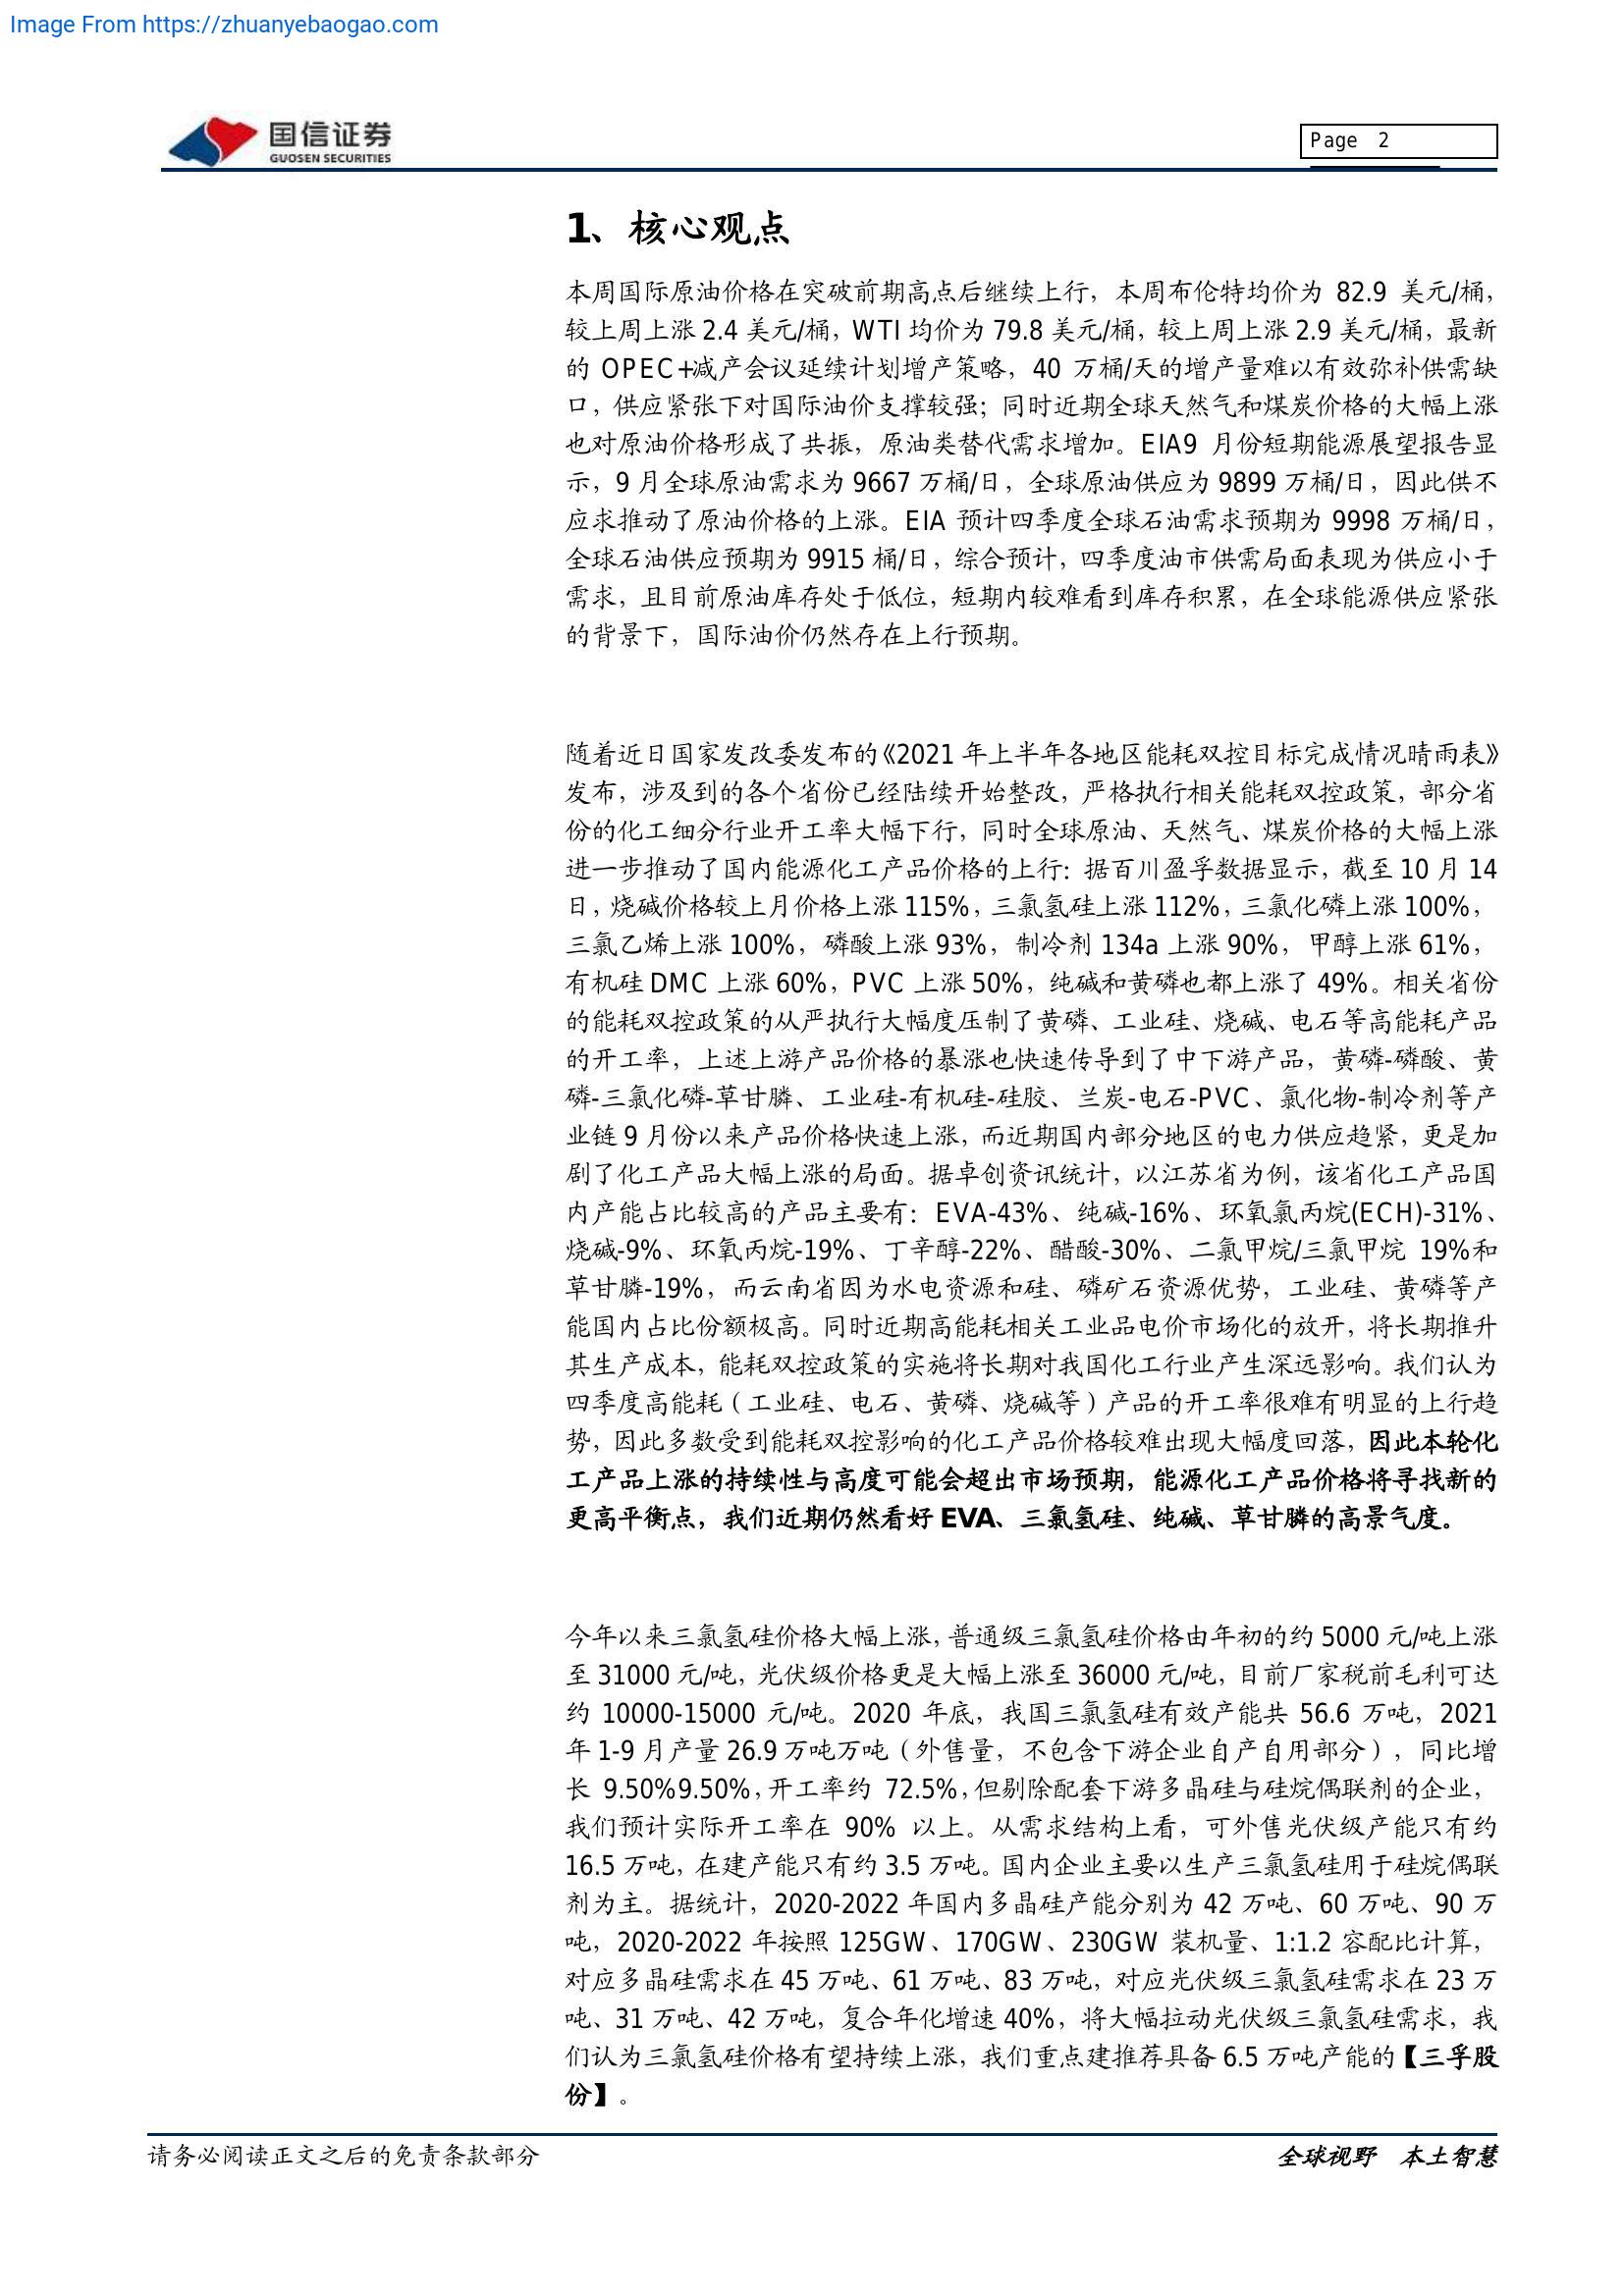 Image From https://zhuanyebaogao.com
国信证券
GUOSEN SECURITIES
Page 2
1、核心观点
本周国际原油价格在突破前期高点后继续上行，本周布伦特均价为 82.9 美元/桶，
较上周上涨 2.4 美元/桶，WTI 均价为 79.8 美元/桶，较上周上涨 2.9 美元/桶，最新
的 OPEC+减产会议延续计划增产策略，40 万桶/天的增产量难以有效弥补供需缺
口，供应紧张下对国际油价支撑较强；同时近期全球天然气和煤炭价格的大幅上涨
也对原油价格形成了共振，原油类替代需求增加。EIA9 月份短期能源展望报告显
示，9 月全球原油需求为 9667 万桶/日，全球原油供应为 9899 万桶/日，因此供不
应求推动了原油价格的上涨。EIA 预计四季度全球石油需求预期为 9998 万桶/日，
全球石油供应预期为 9915 桶/日，综合预计，四季度油市供需局面表现为供应小于
需求，且目前原油库存处于低位，短期内较难看到库存积累，在全球能源供应紧张
的背景下，国际油价仍然存在上行预期。
随着近日国家发改委发布的《2021 年上半年各地区能耗双控目标完成情况晴雨表》
发布，涉及到的各个省份已经陆续开始整改，严格执行相关能耗双控政策，部分省
份的化工细分行业开工率大幅下行，同时全球原油、天然气、煤炭价格的大幅上涨
进一步推动了国内能源化工产品价格的上行：据百川盈孚数据显示，截至 10 月 14
日，烧碱价格较上月价格上涨 115%，三氯氢硅上涨 112%，三氯化磷上涨 100%，
三氯乙烯上涨 100%，磷酸上涨 93%，制冷剂 134a 上涨 90%，甲醇上涨 61%，
有机硅 DMC 上涨 60%，PVC 上涨 50%，纯碱和黄磷也都上涨了 49%。相关省份
的能耗双控政策的从严执行大幅度压制了黄磷、工业硅、烧碱、电石等高能耗产品
的开工率，上述上游产品价格的暴涨也快速传导到了中下游产品，黄磷-磷酸、黄
磷-三氯化磷-草甘膦、工业硅-有机硅-硅胶、兰炭-电石-PVC、氯化物-制冷剂等产
业链 9 月份以来产品价格快速上涨，而近期国内部分地区的电力供应趋紧，更是加
剧了化工产品大幅上涨的局面。据卓创资讯统计，以江苏省为例，该省化工产品国
内产能占比较高的产品主要有：EVA-43%、纯碱-16%、环氧氯丙烷(ECH)-31%、
烧碱-9%、环氧丙烷-19%、丁辛醇-22%、醋酸-30%、二氯甲烷/三氯甲烷 19%和
草甘膦-19%，而云南省因为水电资源和硅、磷矿石资源优势，工业硅、黄磷等产
能国内占比份额极高。同时近期高能耗相关工业品电价市场化的放开，将长期推升
其生产成本，能耗双控政策的实施将长期对我国化工行业产生深远影响。我们认为
四季度高能耗（工业硅、电石、黄磷、烧碱等）产品的开工率很难有明显的上行趋
势，因此多数受到能耗双控影响的化工产品价格较难出现大幅度回落，因此本轮化
工产品上涨的持续性与高度可能会超出市场预期，能源化工产品价格将寻找新的
更高平衡点，我们近期仍然看好 EVA、三氯氢硅、纯碱、草甘膦的高景气度。
今年以来三氯氢硅价格大幅上涨，普通级三氯氢硅价格由年初的约 5000 元/吨上涨
至 31000 元/吨，光伏级价格更是大幅上涨至 36000 元/吨，目前厂家税前毛利可达
约 10000-15000 元/吨。2020 年底，我国三氯氢硅有效产能共 56.6 万吨，2021
年 1-9 月产量 26.9 万吨万吨（外售量，不包含下游企业自产自用部分），同比增
长 9.50%9.50%，开工率约 72.5%，但剔除配套下游多晶硅与硅烷偶联剂的企业，
我们预计实际开工率在 90% 以上。从需求结构上看，可外售光伏级产能只有约
16.5 万吨，在建产能只有约 3.5 万吨。国内企业主要以生产三氯氢硅用于硅烷偶联
剂为主。据统计，2020-2022 年国内多晶硅产能分别为 42 万吨、60 万吨、90 万
吨，2020-2022 年按照 125GW、170GW、230GW 装机量、1:1.2 容配比计算，
对应多晶硅需求在 45 万吨、61 万吨、83 万吨，对应光伏级三氯氢硅需求在 23 万
吨、31 万吨、42 万吨，复合年化增速 40%，将大幅拉动光伏级三氯氢硅需求，我
们认为三氯氢硅价格有望持续上涨，我们重点建推荐具备 6.5 万吨产能的【三孚股
份】。
请务必阅读正文之后的免责条款部分
全球视野 本土智慧